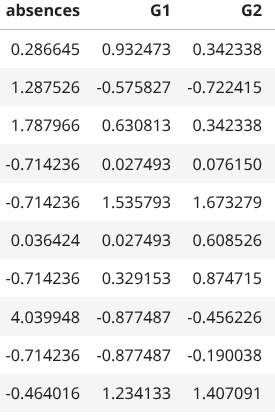 absences G1 G2
0.286645 0.932473 0.342338
1.287526 -0.575827 -0.722415
1.787966 0.630813 0.342338
-0.714236 0.027493 0.076150
-0.714236 1.535793 1.673279
0.036424 0.027493 0.608526
-0.714236 0.329153 0.874715
4.039948 -0.877487 -0.456226
-0.714236 -0.877487 -0.190038
-0.464016 1.234133 1.407091